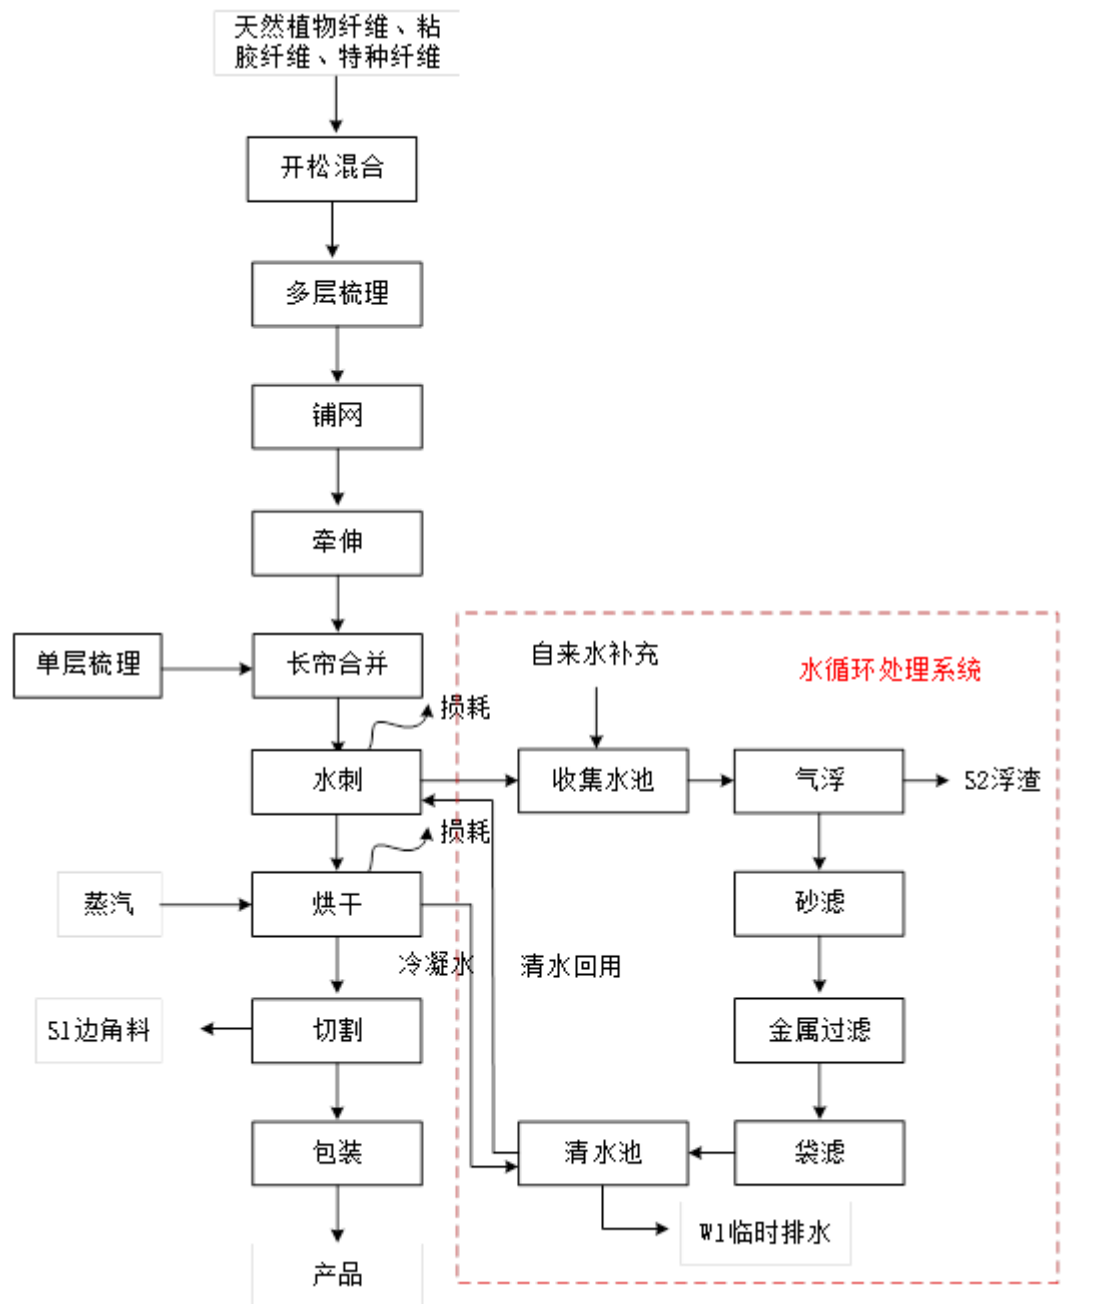 天然植物纤维、粘
胶纤维、特种纤维
开松混合
多层梳理
铺网
牵伸
单层梳理
长帘合并
自来水补充
水循环处理系统
损耗
水刺
收集水池
气浮
S2浮渣
损耗
蒸汽
烘干
砂滤
冷凝水
清水回用
S1边角料
切割
金属过滤
包装
清水池
袋滤
W1临时排水
产品